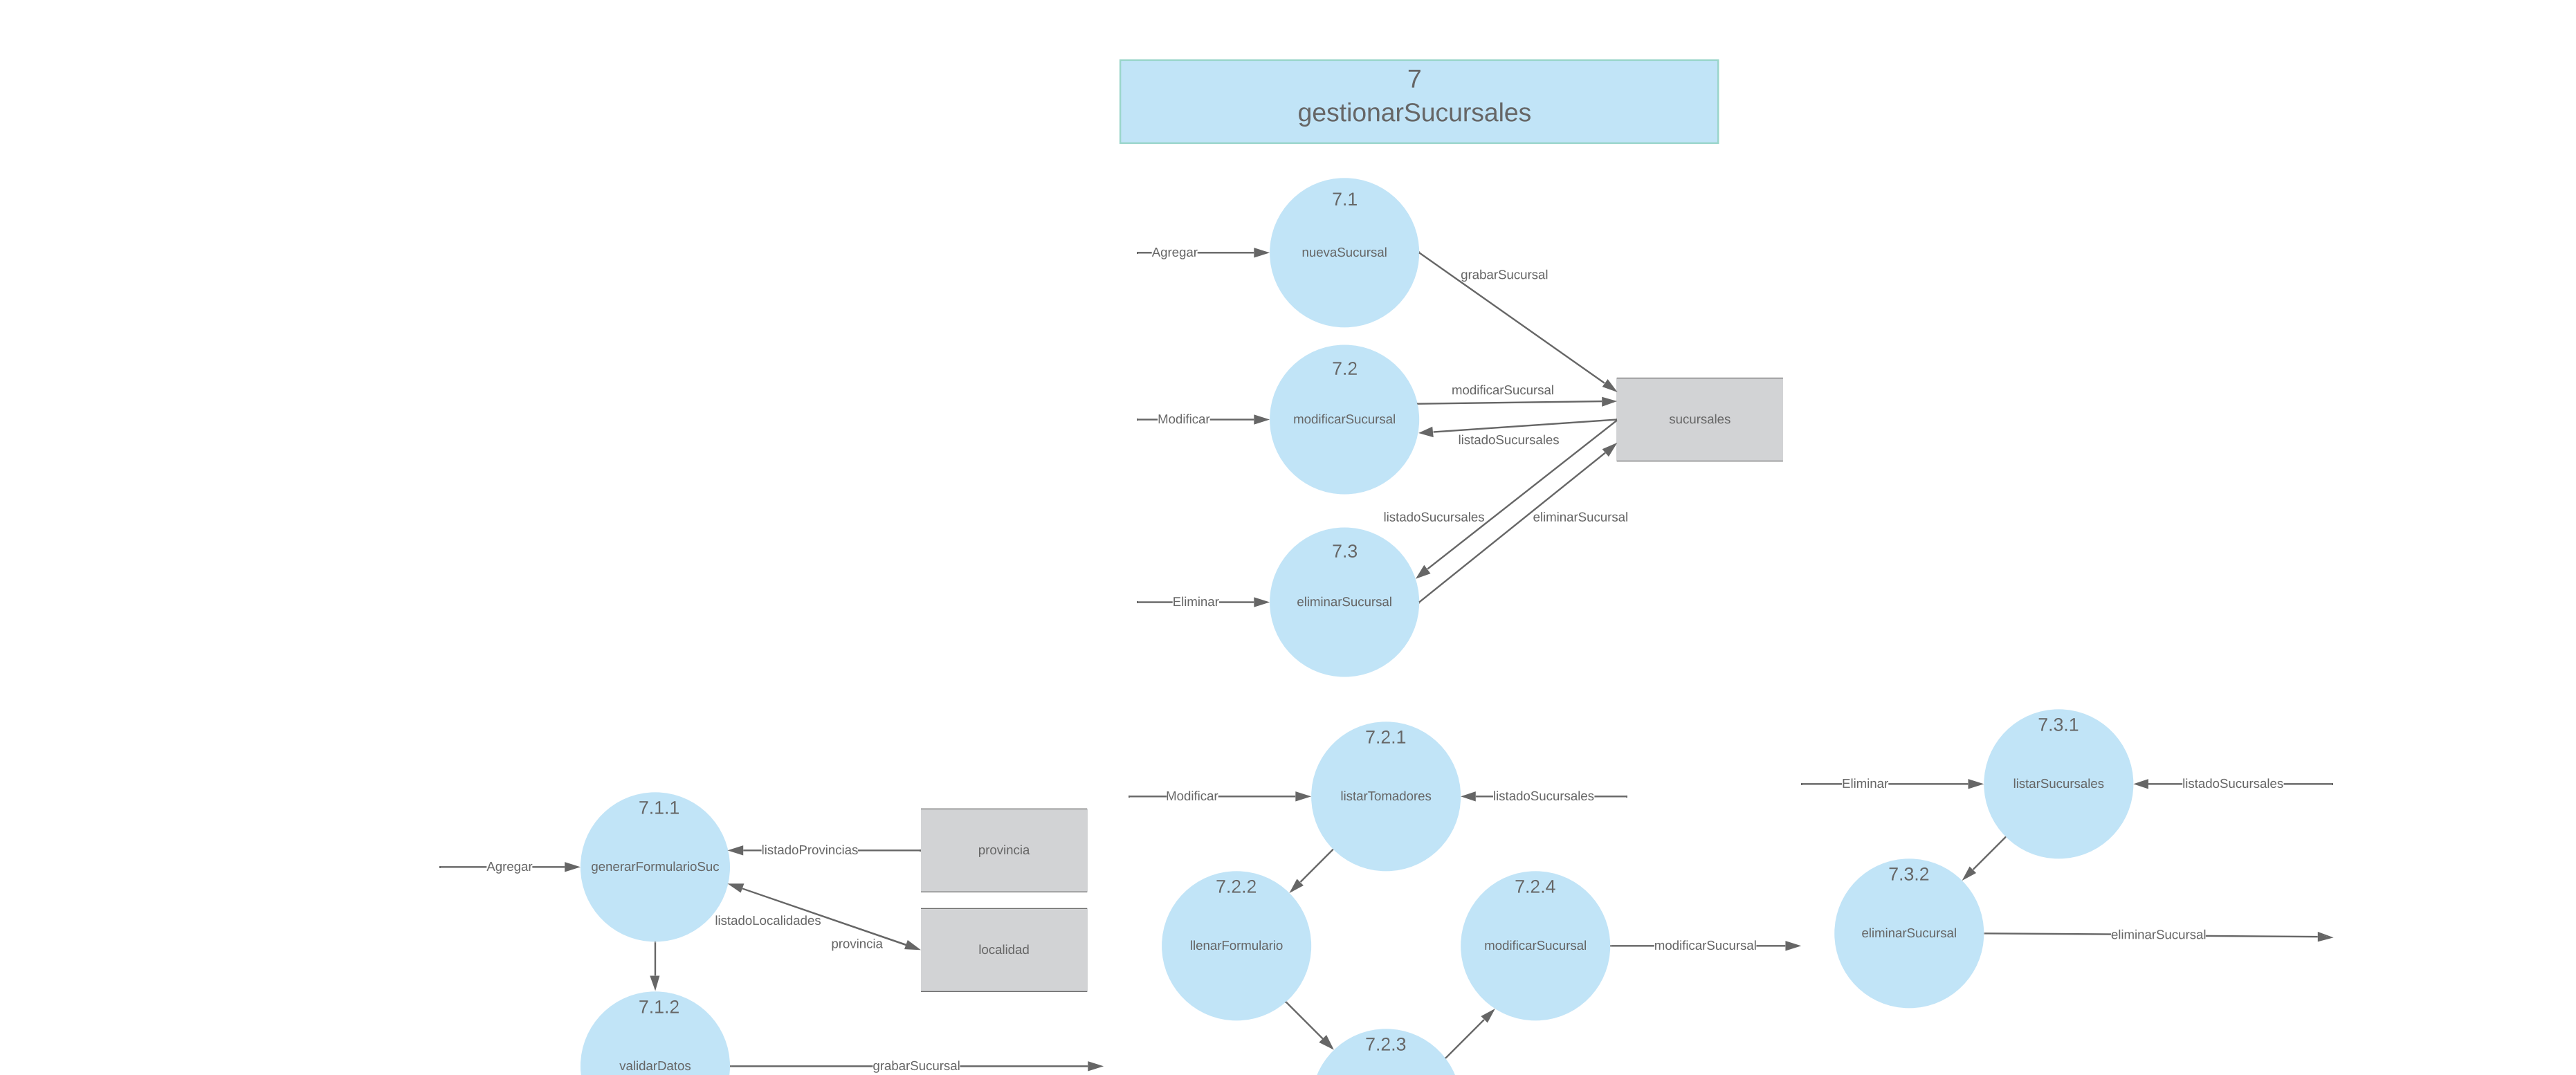 7
gestionarSucursales
7.1
nuevaSucursal
Agregar
grabarSucursal
7.2
modificarSucursal
Modificar
modificarSucursal
listadoSucursales
sucursales
listadoSucursales
eliminarSucursal
7.3
eliminarSucursal
Eliminar
7.1.1
generarFormularioSuc
Agregar
listadoProvincias
provincia
listadoLocalidades
provincia
localidad
7.1.2
validarDatos
grabarSucursal
7.2.1
listarTomadores
Modificar
listadoSucursales
7.2.2
llenarFormulario
7.2.4
modificarSucursal
modificarSucursal
7.2.3
7.3.1
listarSucursales
Eliminar
listadoSucursales
7.3.2
eliminarSucursal
eliminarSucursal